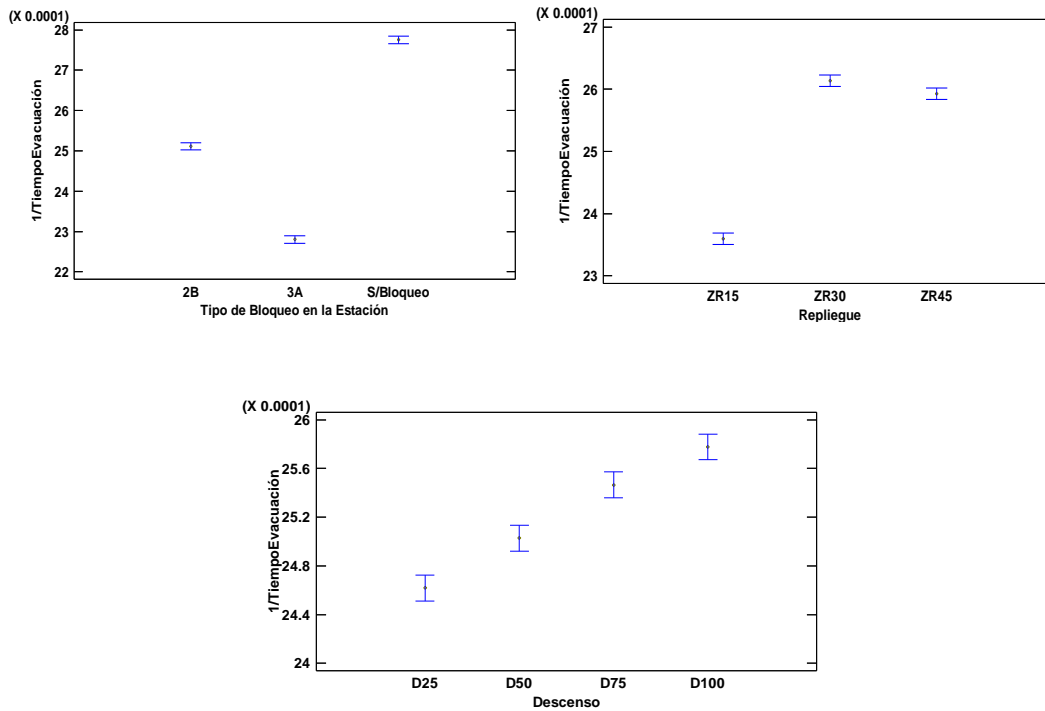 (X 0.0001)
28
27
26
25
24
23
22
1/TiempoEvacuación
2B 3A S/Bloqueo
Tipo de Bloqueo en la Estación
(X 0.0001)
27
26
25
24
23
1/TiempoEvacuación
ZR15 ZR30 ZR45
Repliegue
(X 0.0001)
26
25.6
25.2
24.8
24.4
24
1/TiempoEvacuación
D25 D50 D75 D100
Descenso